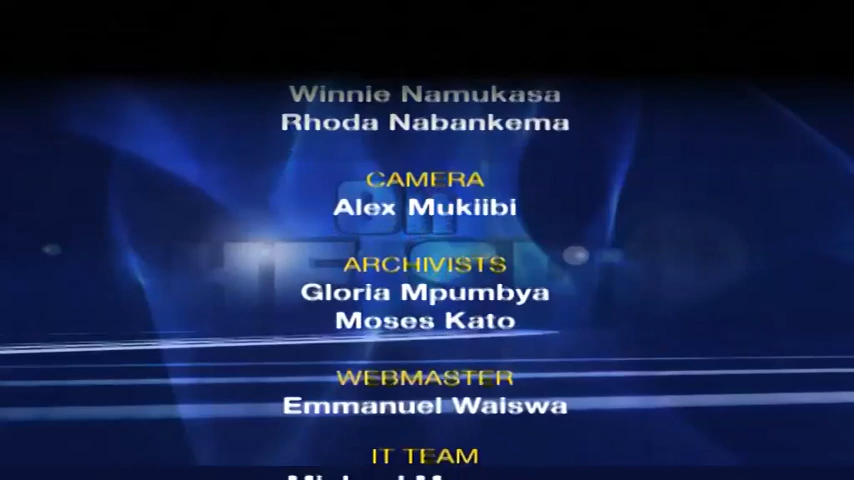 Winnie Namukasa
Rhoda Nabankema
CAMERA
Alex Mukiibi
ARCHIVISTS
Gloria Mpumbya
Moses Kato
WEBMASTER
Emmanuel Waiswa
IT TEAM